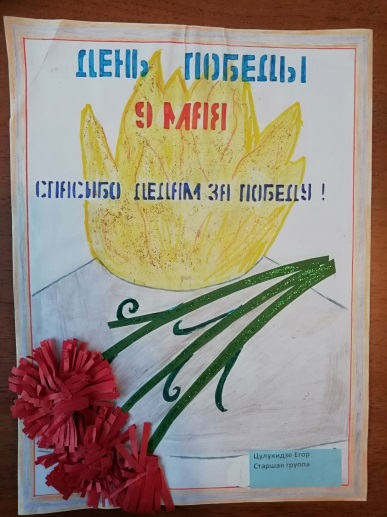 ДЕНЬ ПОБЕДЫ
9 МАЯ
СПАСИБО ДЕДАМ ЗА ПОБЕДУ !
Цулукидзе Егор
Старшая группа